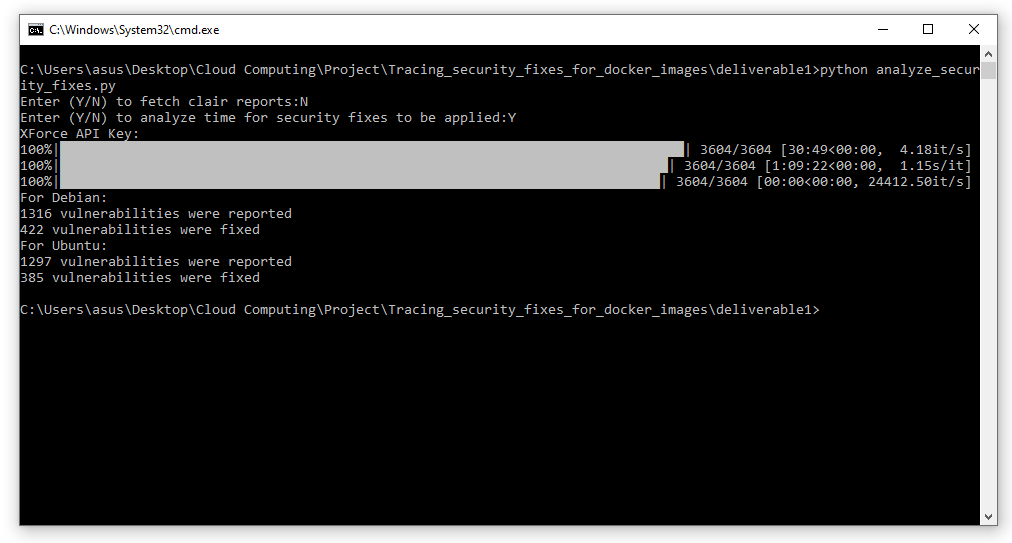 C:\Windows\System32\cmd.exe
C:\Users\asus\Desktop\Cloud Computing\Project\Tracing_security_fixes_for_docker_images\deliverable1>python analyze_secur
ity_fixes.py
Enter (Y/N) to fetch clair reports:N
Enter (Y/N) to analyze time for security fixes to be applied:Y
XForce API Key:
100%| | 3604/3604 [30:49<00:00,  4.18it/s]
100%| | 3604/3604 [1:09:22<00:00,  1.15s/it]
100%| | 3604/3604 [00:00<00:00, 24412.50it/s]
For Debian:
1316 vulnerabilities were reported
422 vulnerabilities were fixed
For Ubuntu:
1297 vulnerabilities were reported
385 vulnerabilities were fixed
C:\Users\asus\Desktop\Cloud Computing\Project\Tracing_security_fixes_for_docker_images\deliverable1>